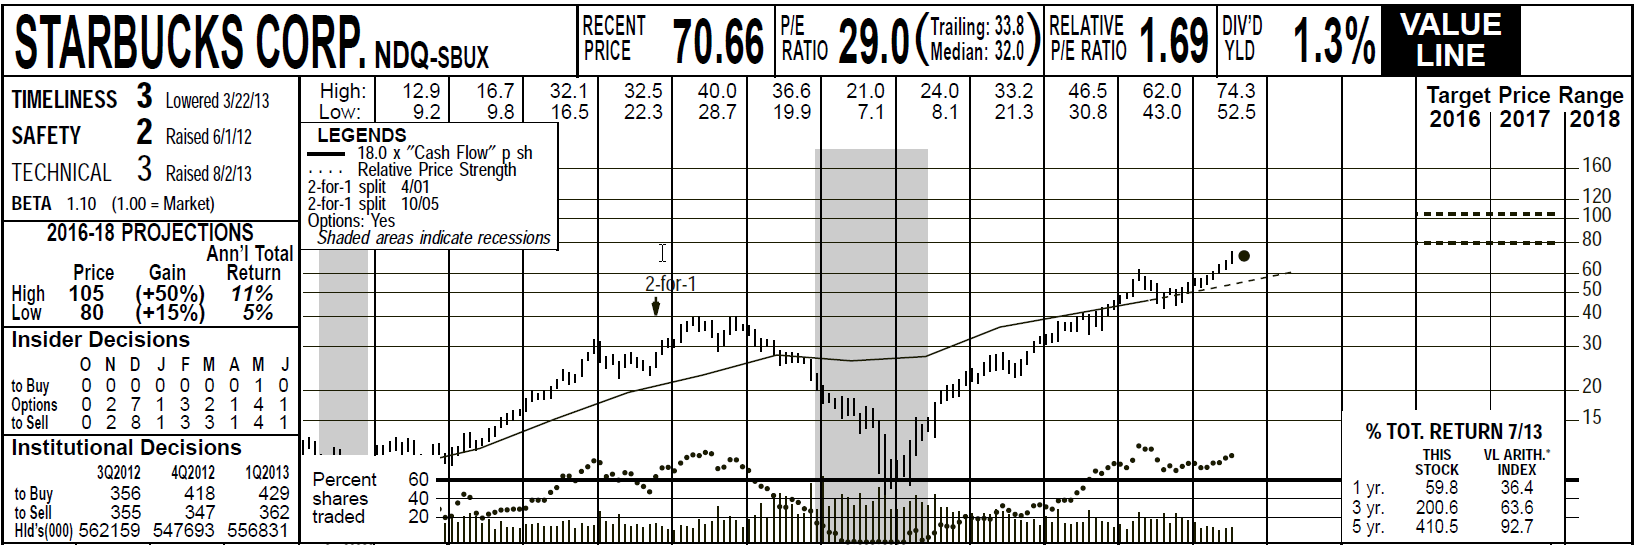 STARBUCKS CORP. NDQ-SBUX
RECENT PRICE 70.66
P/E RATIO 29.0 (Trailing: 33.8 Median: 32.0)
RELATIVE P/E RATIO 1.69
DIV'D YLD 1.3%
VALUE LINE
TIMELINESS 3 Lowered 3/22/13
SAFETY 2 Raised 6/1/12
TECHNICAL 3 Raised 8/2/13
BETA 1.10 (1.00 = Market)
2016-18 PROJECTIONS
Ann'l Total
Price Gain Return
High 105 (+50%) 11%
Low 80 (+15%) 5%
Insider Decisions
O N D J F M A M J
to Buy 0 0 0 0 0 0 0 1 0
Options 0 2 7 1 3 2 1 4 1
to Sell 0 2 8 1 3 3 1 4 1
Institutional Decisions
3Q2012 4Q2012 1Q2013
to Buy 356 418 429
to Sell 355 347 362
Hld's(000) 562159 547693 556831
High: 12.9 16.7 32.1 32.5 40.0 36.6 21.0 24.0 33.2 46.5 62.0 74.3
Low: 9.2 9.8 16.5 22.3 28.7 19.9 7.1 8.1 21.3 30.8 43.0 52.5
LEGENDS
18.0 x "Cash Flow" p sh
. . . . Relative Price Strength
2-for-1 split 4/01
2-for-1 split 10/05
Options: Yes
Shaded areas indicate recessions
2-for-1
Percent shares traded
60
40
20
Target Price Range
2016 2017 2018
160
120
100
80
60
50
40
30
20
15
% TOT. RETURN 7/13
THIS STOCK VL ARITH.* INDEX
1 yr. 59.8 36.4
3 yr. 200.6 63.6
5 yr. 410.5 92.7